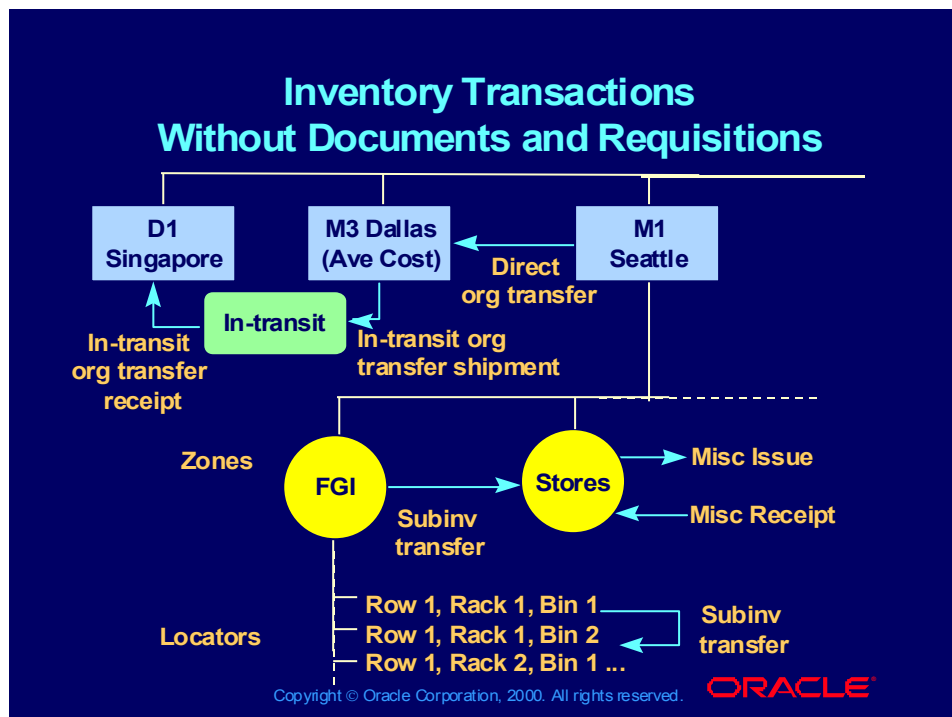 Inventory Transactions
Without Documents and Requisitions
D1
Singapore
M3 Dallas
(Ave Cost)
M1
Seattle
Direct
org transfer
In-transit
In-transit org
transfer shipment
In-transit
org transfer
receipt
Zones
FGI
Stores
Misc Issue
Misc Receipt
Subinv
transfer
Locators
Row 1, Rack 1, Bin 1
Row 1, Rack 1, Bin 2
Row 1, Rack 2, Bin 1 ...
Subinv
transfer
Copyright © Oracle Corporation, 2000. All rights reserved.
ORACLE®